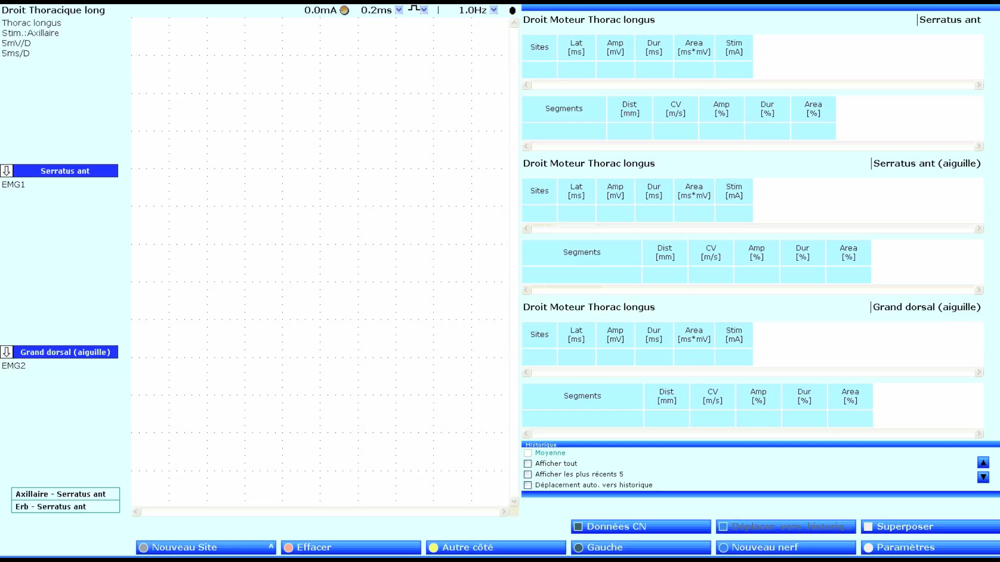 Droit Thoracique long
0.0mA 0.2ms 1.0Hz
Thorac longus
Stim.:Axillaire
5mV/D
5ms/D
Serratus ant
EMG1
Grand dorsal (aiguille)
EMG2
Axillaire - Serratus ant
Erb - Serratus ant
Droit Moteur Thorac longus Serratus ant
Sites Lat [ms] Amp [mV] Dur [ms] Area [ms*mV] Stim [mA]
Segments Dist [mm] CV [m/s] Amp [%] Dur [%] Area [%]
Droit Moteur Thorac longus Serratus ant (aiguille)
Sites Lat [ms] Amp [mV] Dur [ms] Area [ms*mV] Stim [mA]
Segments Dist [mm] CV [m/s] Amp [%] Dur [%] Area [%]
Droit Moteur Thorac longus Grand dorsal (aiguille)
Sites Lat [ms] Amp [mV] Dur [ms] Area [ms*mV] Stim [mA]
Segments Dist [mm] CV [m/s] Amp [%] Dur [%] Area [%]
Historique
Moyenne
Afficher tout
Afficher les plus récents 5
Déplacement auto. vers historique
Données CN Déplacer vers historiq... Superposer
Nouveau Site A Effacer Autre côté Gauche Nouveau nerf Paramètres